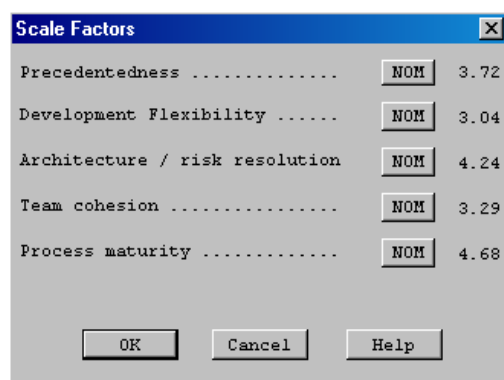 Scale Factors
Precedentedness .............. NOM 3.72
Development Flexibility ...... NOM 3.04
Architecture / risk resolution NOM 4.24
Team cohesion ................ NOM 3.29
Process maturity ............. NOM 4.68
OK Cancel Help